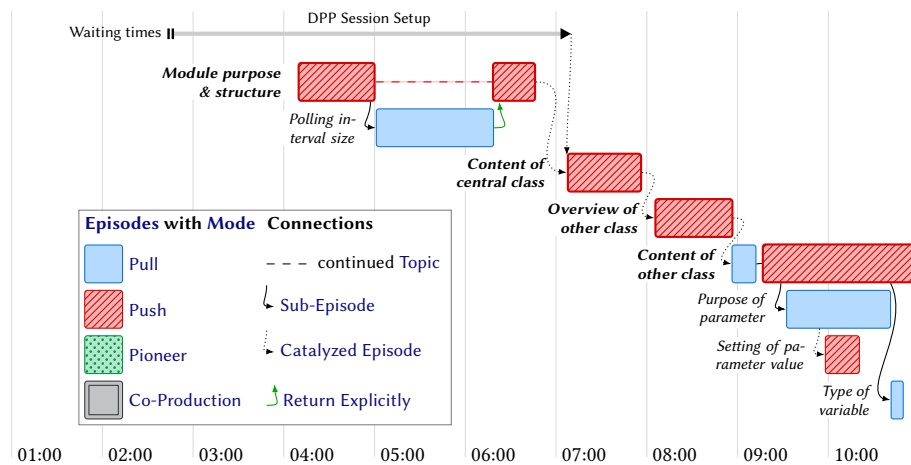 DPP Session Setup
Waiting times
Module purpose
& structure
Polling in-
terval size
Content of
central class
Overview of
other class
Content of
other class
Purpose of
parameter
Setting of pa-
rameter value
Type of
variable
Episodes with Mode Connections
Pull
continued Topic
Push
Sub-Episode
Pioneer
Catalyzed Episode
Co-Production
Return Explicitly
01:00 02:00 03:00 04:00 05:00 06:00 07:00 08:00 09:00 10:00